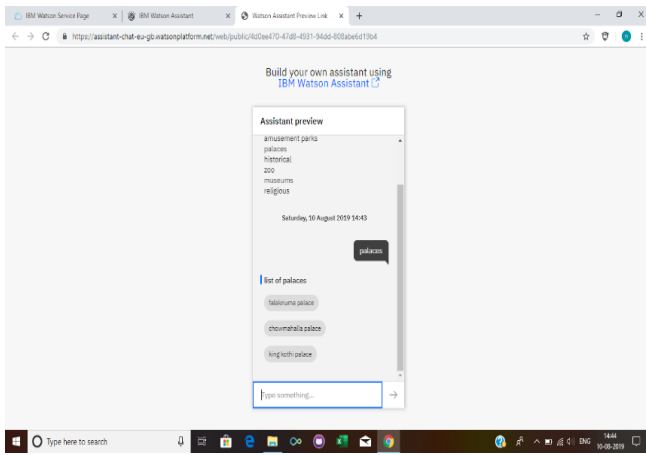 IBM Watson Service Page
IBM Watson Assistant
Watson Assistant Preview Link
https://assistant-chat-eu-gb.watsonplatform.net/web/public/4d0ee470-47d8-4931-94dd-808abe6d19b4
Build your own assistant using
IBM Watson Assistant
Assistant preview
amusement parks
palaces
historical
zoo
museums
religious
Saturday, 10 August 2019 14:43
palaces
list of palaces
falaknuma palace
chowmahalla palace
king kothi palace
Type something...
Type here to search
ENG
14:44
10-08-2019